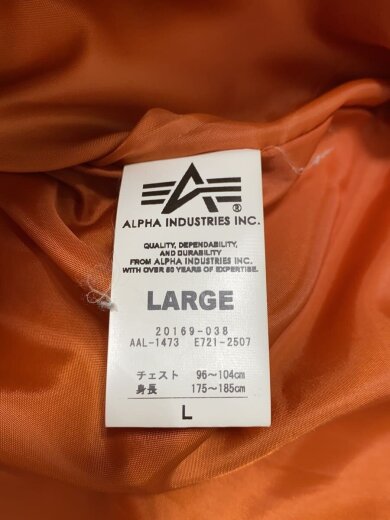 ALPHA INDUSTRIES INC.
®
QUALITY, DEPENDABILITY,
AND DURABILITY
FROM ALPHA INDUSTRIES INC.
WITH OVER 50 YEARS OF EXPERTISE.
LARGE
20169-038
AAL-1473 E721-2507
チェスト 96~104cm
身長 175~185cm
L